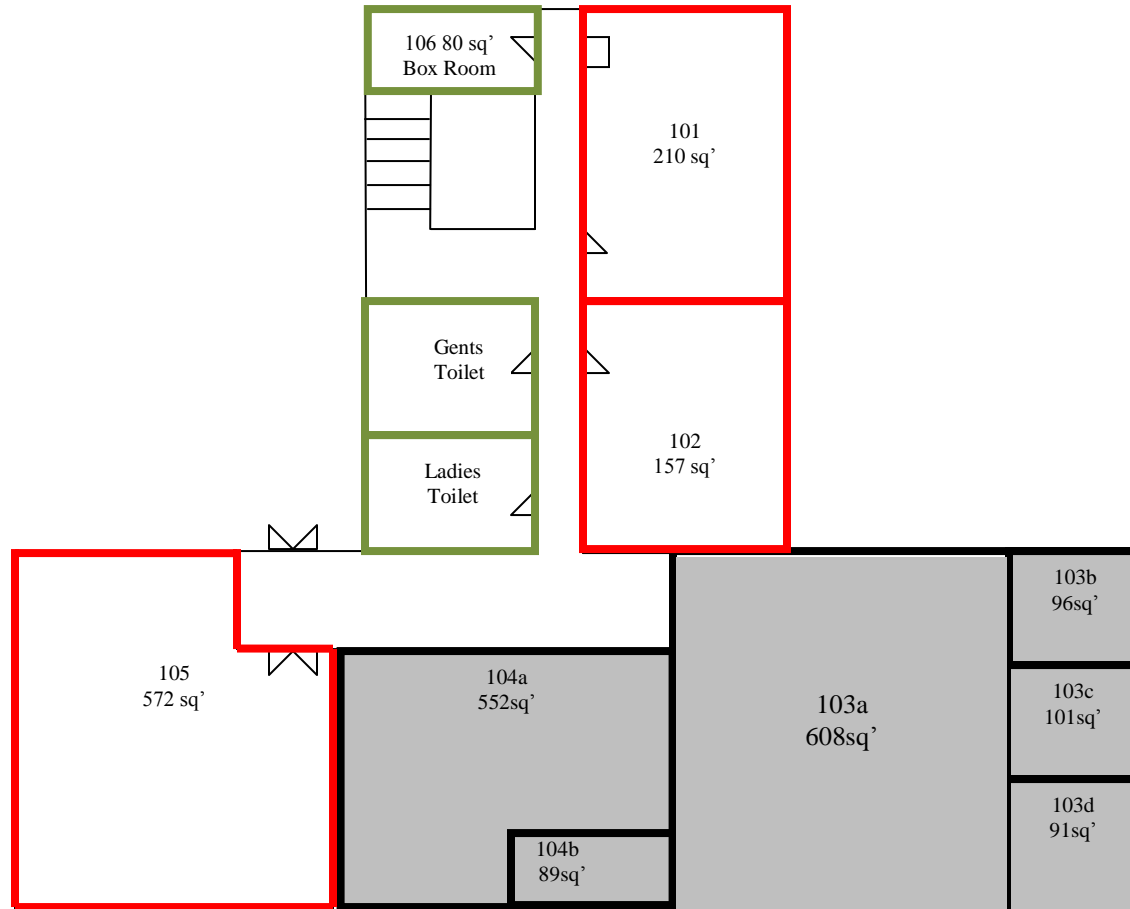 106 80 sq’
Box Room
101
210 sq’
Gents
Toilet
102
157 sq’
Ladies
Toilet
103b
96sq’
105
572 sq’
104a
552sq’
103a
608sq’
103c
101sq’
103d
91sq’
104b
89sq’